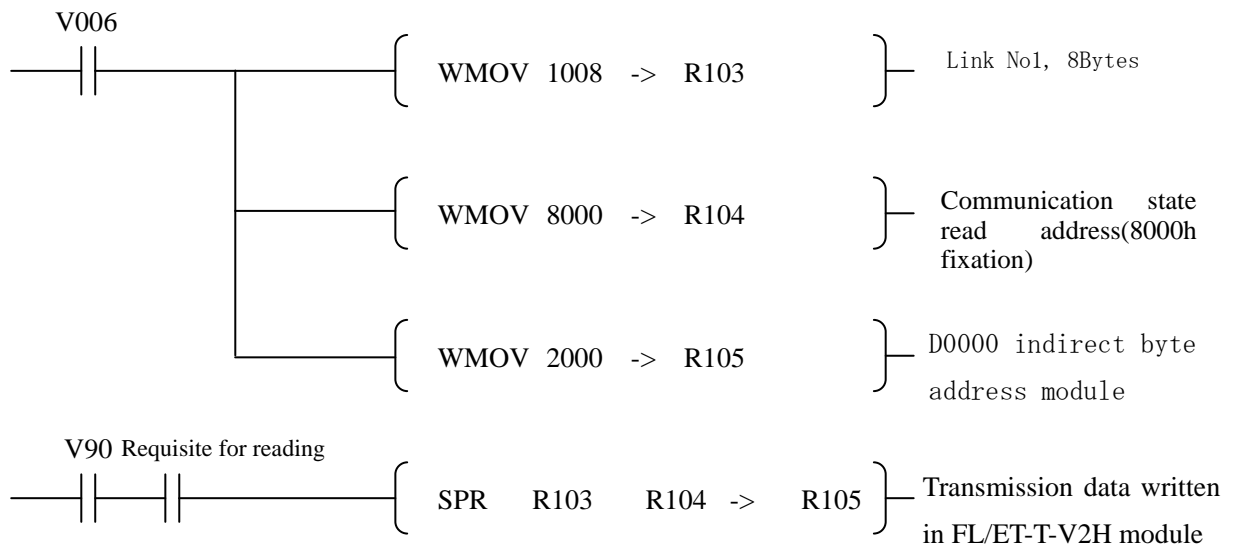 V006
WMOV 1008 -> R103
Link No1, 8Bytes
WMOV 8000 -> R104
Communication state
read address(8000h
fixation)
WMOV 2000 -> R105
D0000 indirect byte
address module
V90 Requisite for reading
SPR R103 R104 -> R105
Transmission data written
in FL/ET-T-V2H module